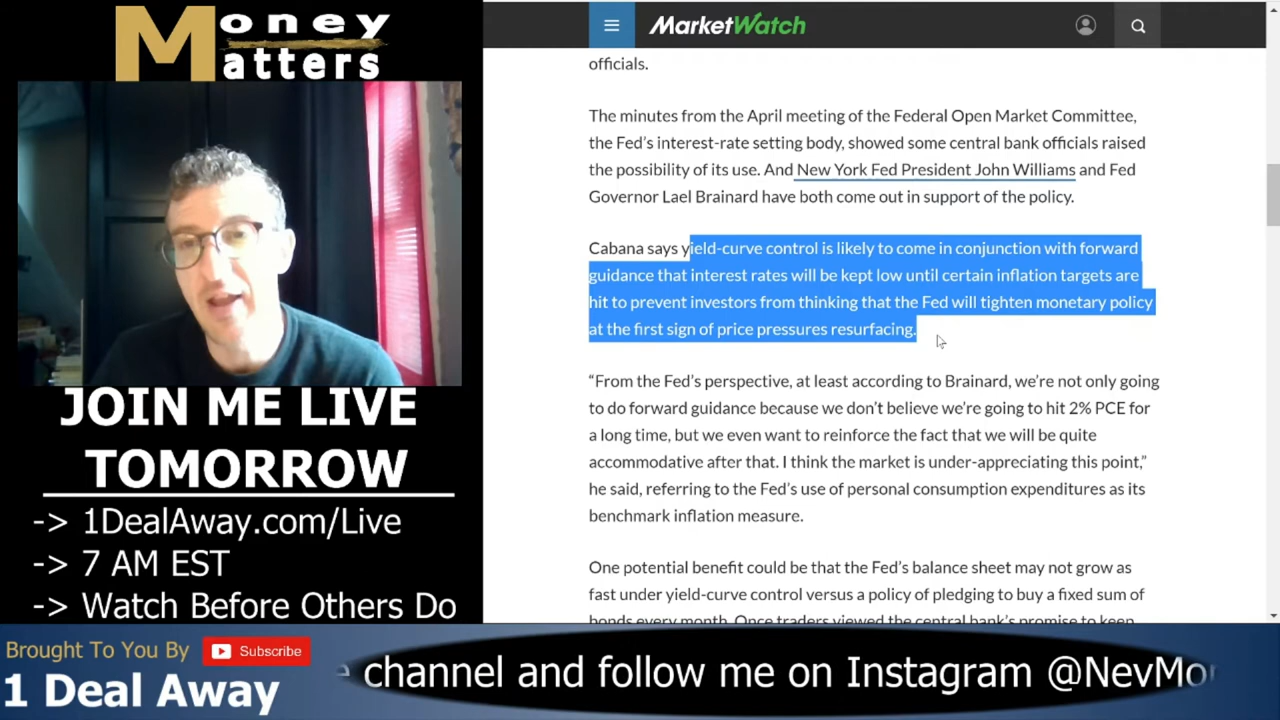 Money
Matters
JOIN ME LIVE
TOMORROW
-> 1DealAway.com/Live
-> 7 AM EST
-> Watch Before Others Do
MarketWatch
officials.
The minutes from the April meeting of the Federal Open Market Committee,
the Fed’s interest-rate setting body, showed some central bank officials raised
the possibility of its use. And New York Fed President John Williams and Fed
Governor Lael Brainard have both come out in support of the policy.
Cabana says yield-curve control is likely to come in conjunction with forward
guidance that interest rates will be kept low until certain inflation targets are
hit to prevent investors from thinking that the Fed will tighten monetary policy
at the first sign of price pressures resurfacing.
“From the Fed’s perspective, at least according to Brainard, we’re not only going
to do forward guidance because we don’t believe we’re going to hit 2% PCE for
a long time, but we even want to reinforce the fact that we will be quite
accommodative after that. I think the market is under-appreciating this point,”
he said, referring to the Fed’s use of personal consumption expenditures as its
benchmark inflation measure.
One potential benefit could be that the Fed’s balance sheet may not grow as
fast under yield-curve control versus a policy of pledging to buy a fixed sum of
bonds every month. Once traders viewed the central bank’s promise to keep
Brought To You By
Subscribe
1 Deal Away
channel and follow me on Instagram @NevMo